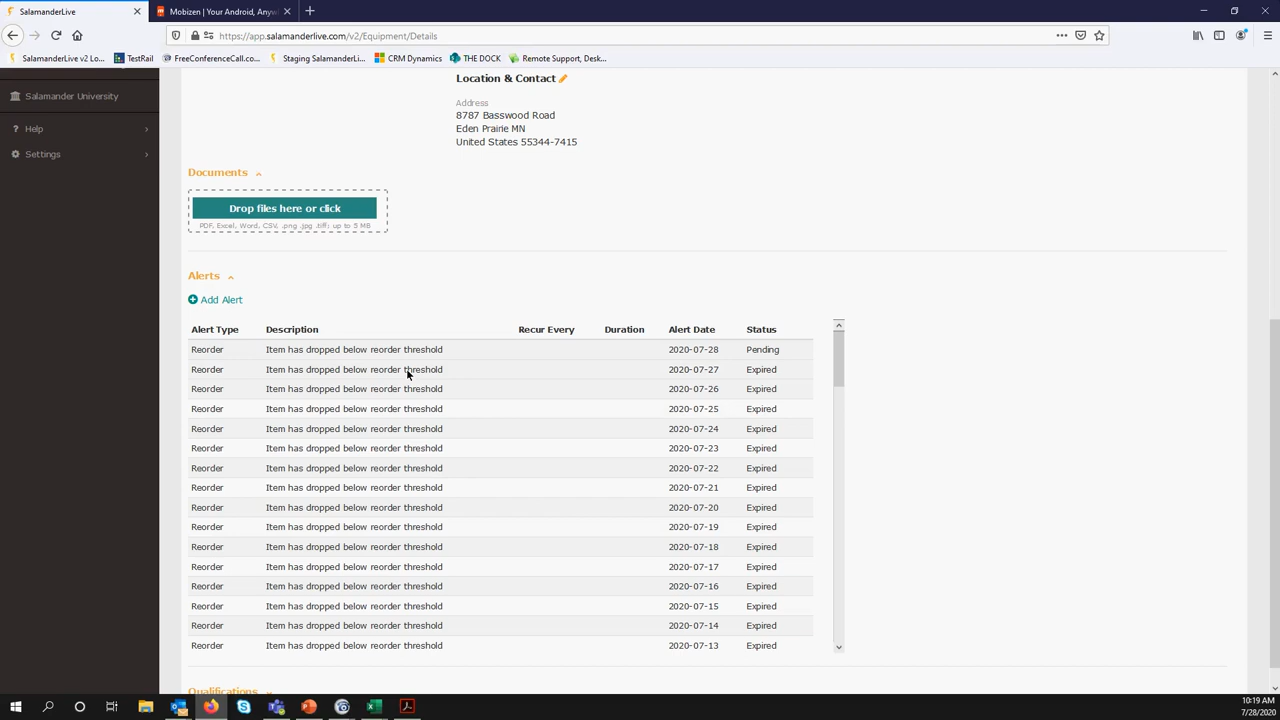 SalamanderLive
Mobizen | Your Android, Anyw
https://app.salamanderlive.com/v2/Equipment/Details
SalamanderLive v2 Lo...
TestRail
FreeConferenceCall.co...
Staging SalamanderLi...
CRM Dynamics
THE DOCK
Remote Support, Desk...
Salamander University
Help
Settings
Location & Contact
Address
8787 Basswood Road
Eden Prairie MN
United States 55344-7415
Documents
Drop files here or click
PDF, Excel, Word, CSV, .png .jpg .tiff; up to 5 MB
Alerts
Add Alert
Alert Type Description Recur Every Duration Alert Date Status
Reorder Item has dropped below reorder threshold 2020-07-28 Pending
Reorder Item has dropped below reorder threshold 2020-07-27 Expired
Reorder Item has dropped below reorder threshold 2020-07-26 Expired
Reorder Item has dropped below reorder threshold 2020-07-25 Expired
Reorder Item has dropped below reorder threshold 2020-07-24 Expired
Reorder Item has dropped below reorder threshold 2020-07-23 Expired
Reorder Item has dropped below reorder threshold 2020-07-22 Expired
Reorder Item has dropped below reorder threshold 2020-07-21 Expired
Reorder Item has dropped below reorder threshold 2020-07-20 Expired
Reorder Item has dropped below reorder threshold 2020-07-19 Expired
Reorder Item has dropped below reorder threshold 2020-07-18 Expired
Reorder Item has dropped below reorder threshold 2020-07-17 Expired
Reorder Item has dropped below reorder threshold 2020-07-16 Expired
Reorder Item has dropped below reorder threshold 2020-07-15 Expired
Reorder Item has dropped below reorder threshold 2020-07-14 Expired
Reorder Item has dropped below reorder threshold 2020-07-13 Expired
Qualifications
10:19 AM
7/28/2020